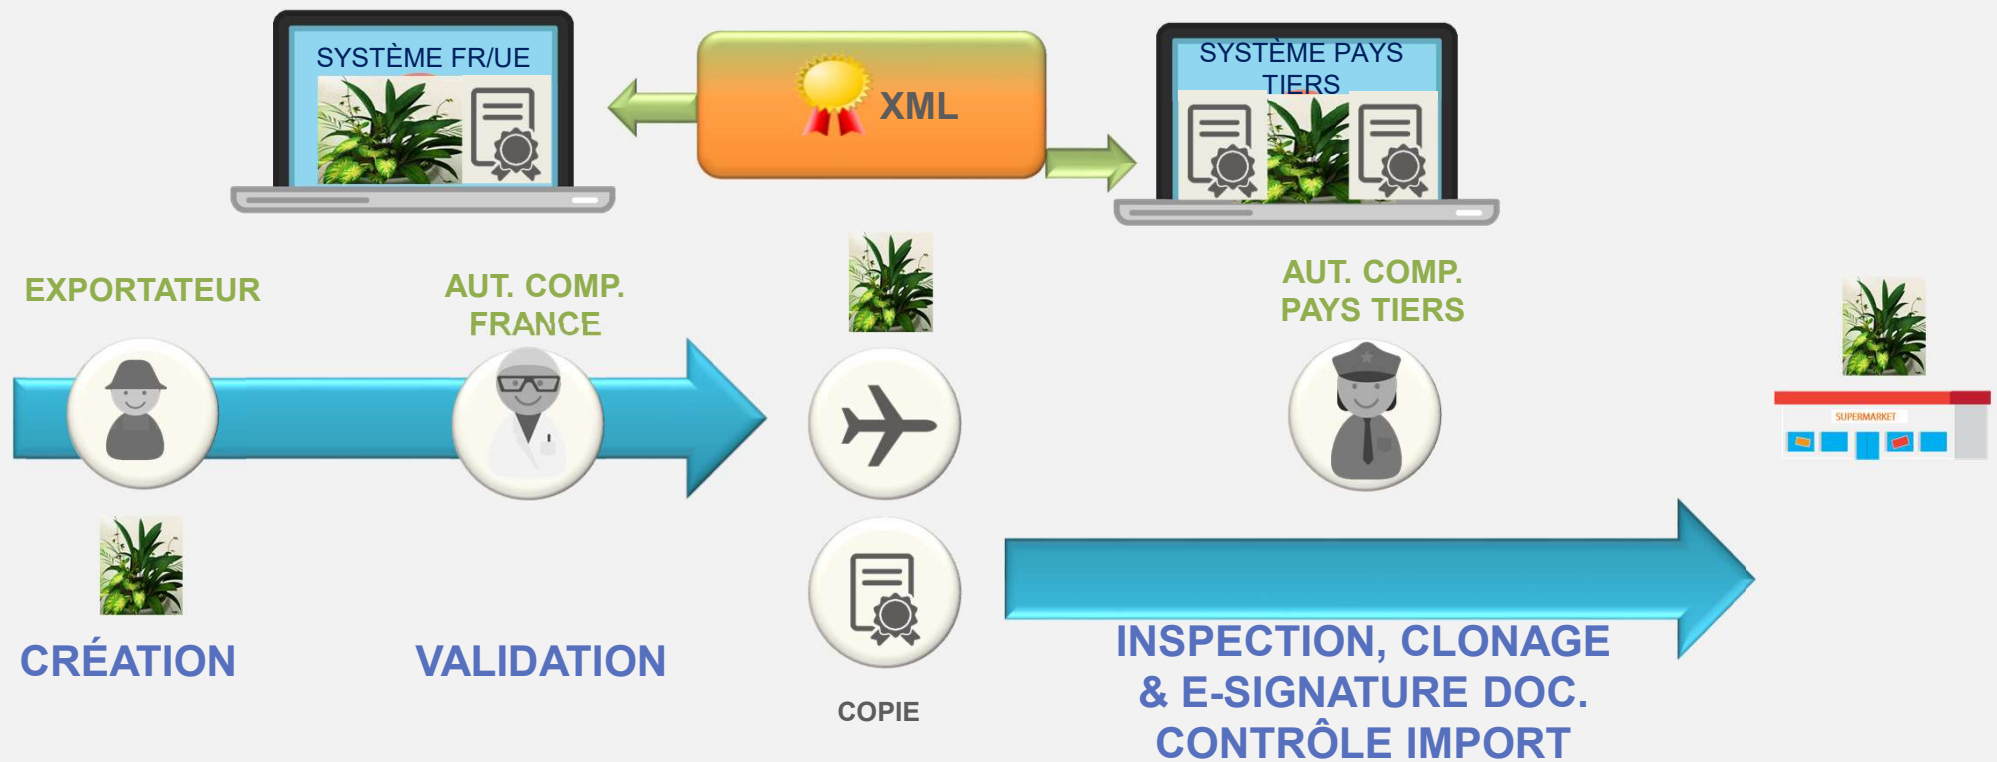 SYSTÈME FR/UE
XML
SYSTÈME PAYS
TIERS
EXPORTATEUR
AUT. COMP.
FRANCE
AUT. COMP.
PAYS TIERS
SUPERMARKET
CRÉATION
VALIDATION
COPIE
INSPECTION, CLONAGE
& E-SIGNATURE DOC.
CONTRÔLE IMPORT